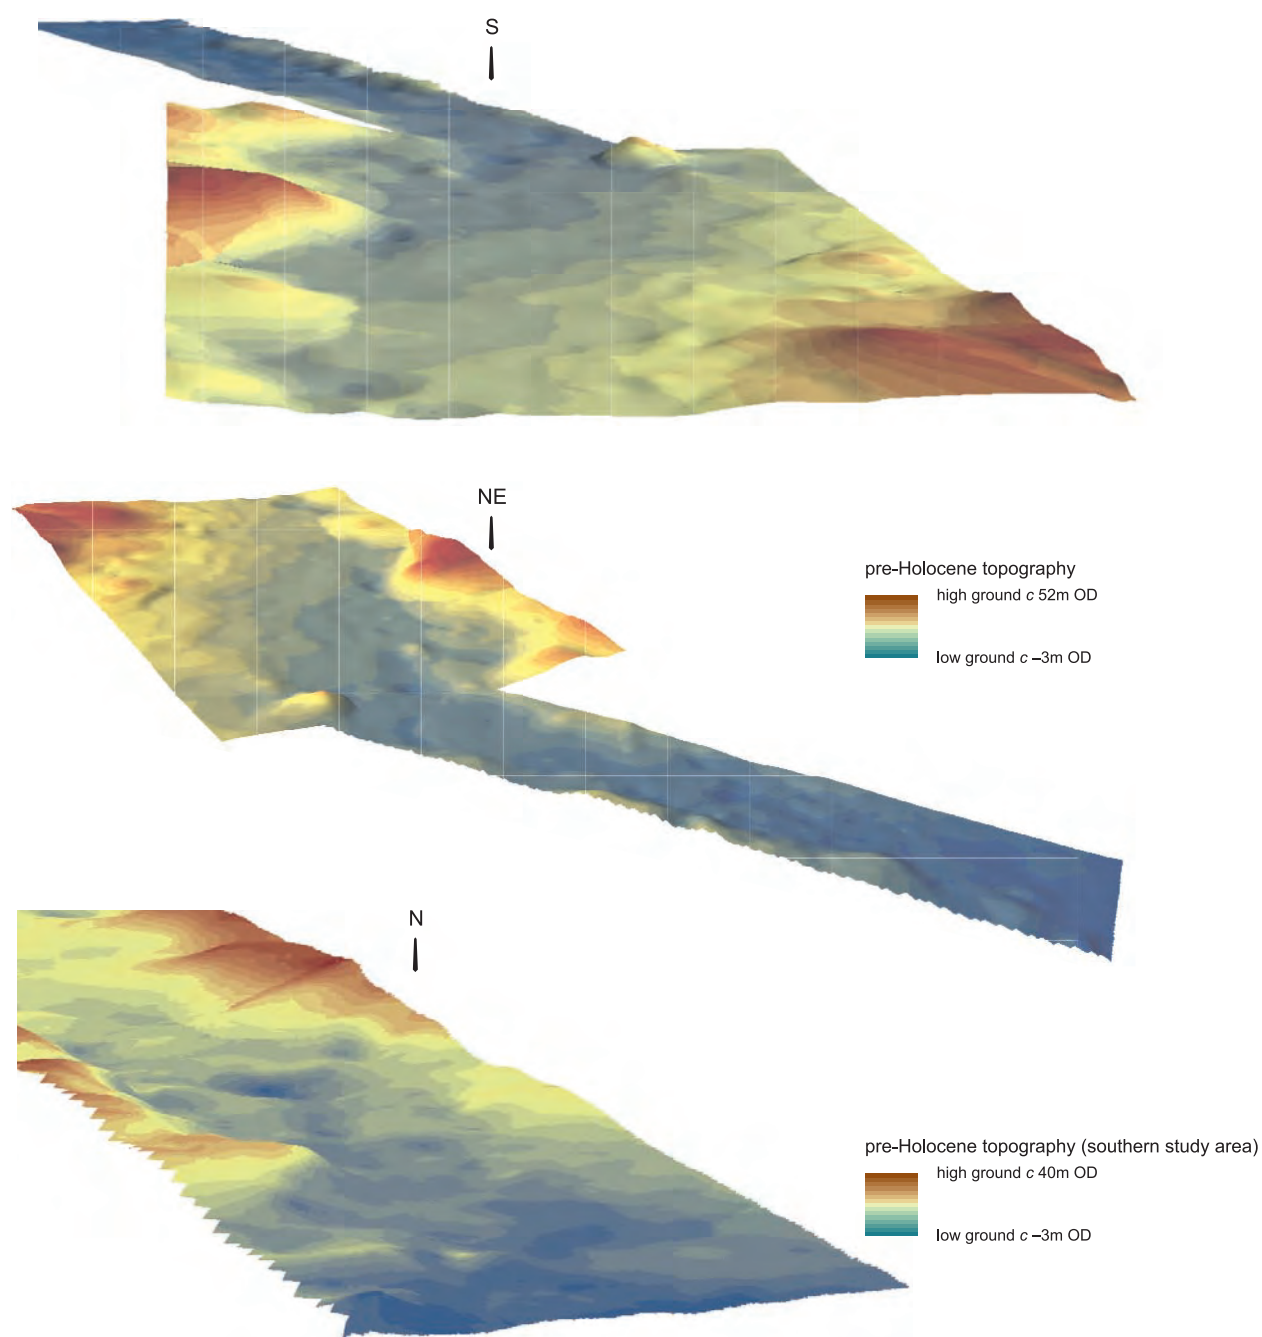 S
NE
pre-Holocene topography
high ground c 52m OD
low ground c –3m OD
N
pre-Holocene topography (southern study area)
high ground c 40m OD
low ground c –3m OD